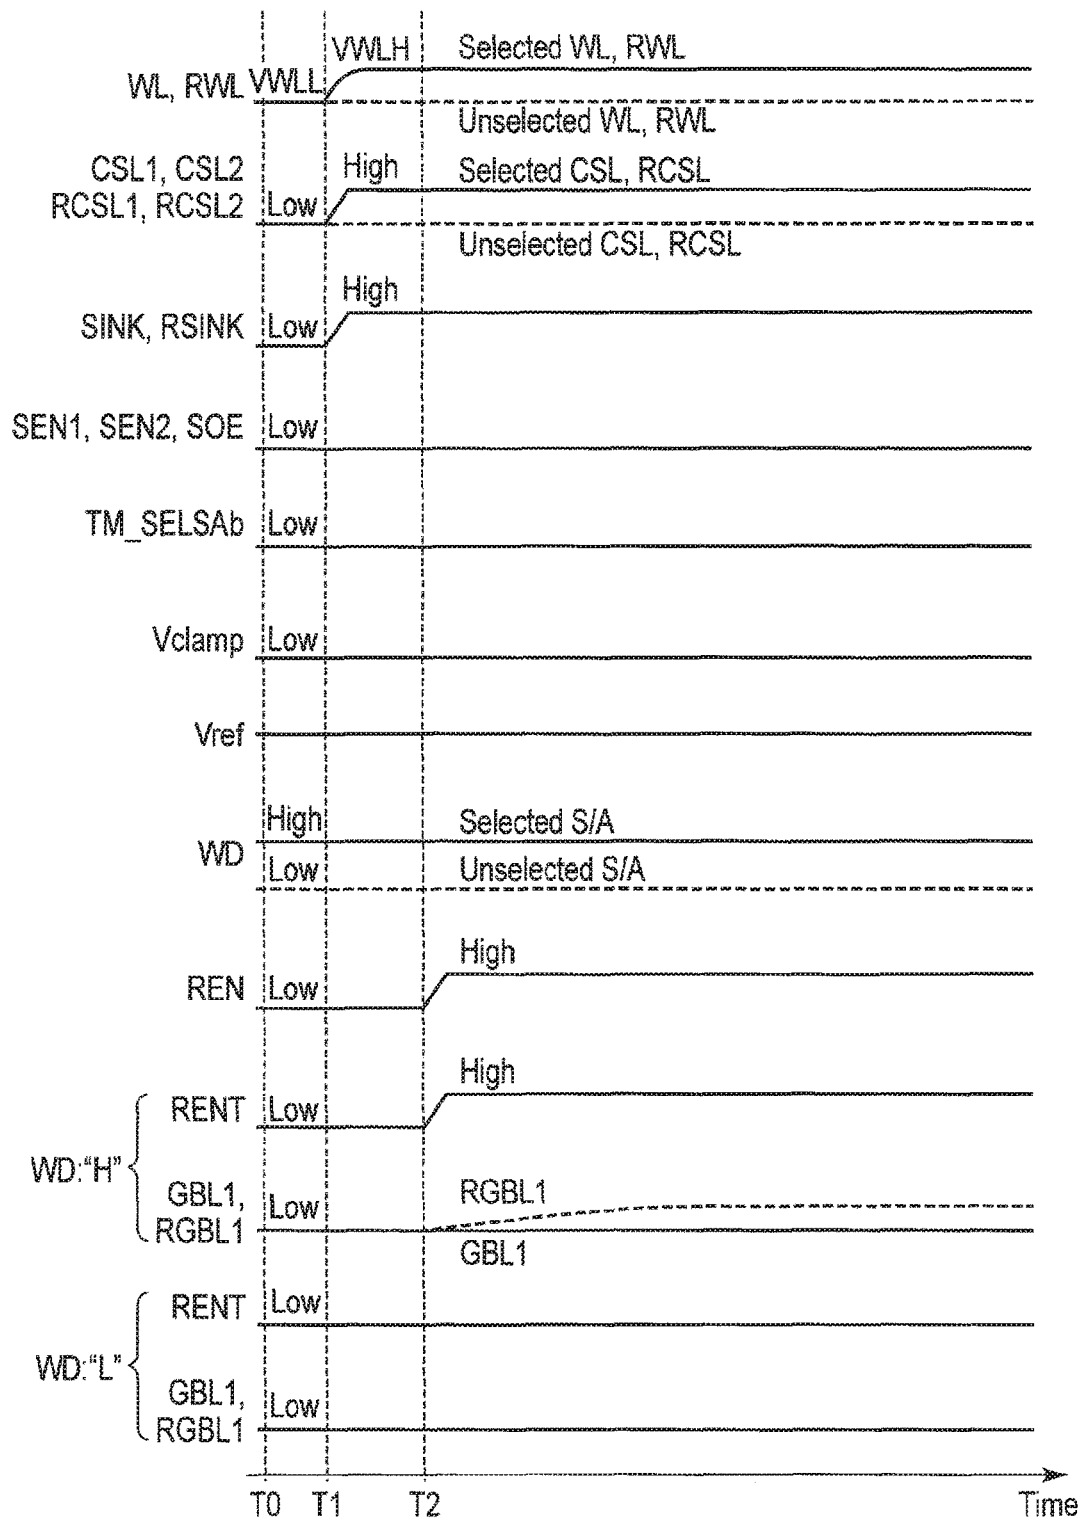 VWLH Selected WL, RWL
WL, RWL VWLL
Unselected WL, RWL
CSL1, CSL2 High Selected CSL, RCSL
RCSL1, RCSL2 Low
Unselected CSL, RCSL
High
SINK, RSINK Low
SEN1, SEN2, SOE Low
TM_SELSAb Low
Vclamp Low
Vref
High Selected S/A
WD
Low Unselected S/A
High
REN Low
High
RENT Low
WD:“H”
RGBL1
GBL1, Low
RGBL1
GBL1
RENT Low
WD:“L”
GBL1, Low
RGBL1
T0 T1 T2 Time